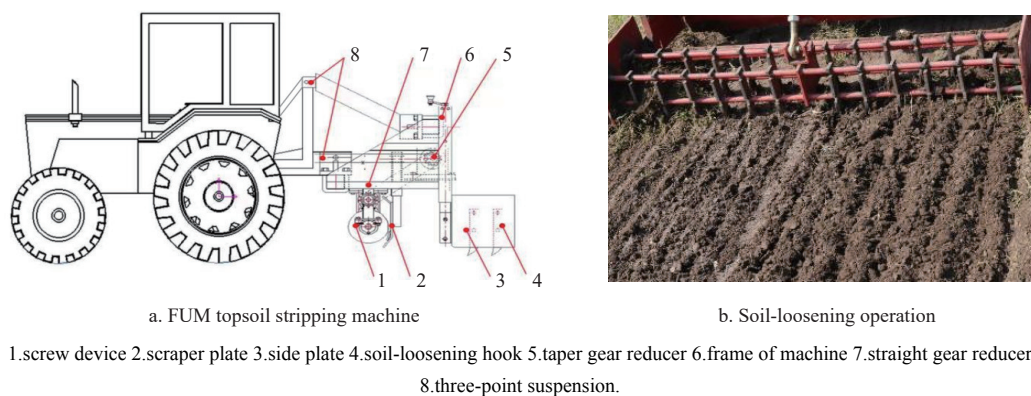 8 7 6 5
1 2 3 4
a. FUM topsoil stripping machine b. Soil-loosening operation
1.screw device 2.scraper plate 3.side plate 4.soil-loosening hook 5.taper gear reducer 6.frame of machine 7.straight gear reducer
8.three-point suspension.